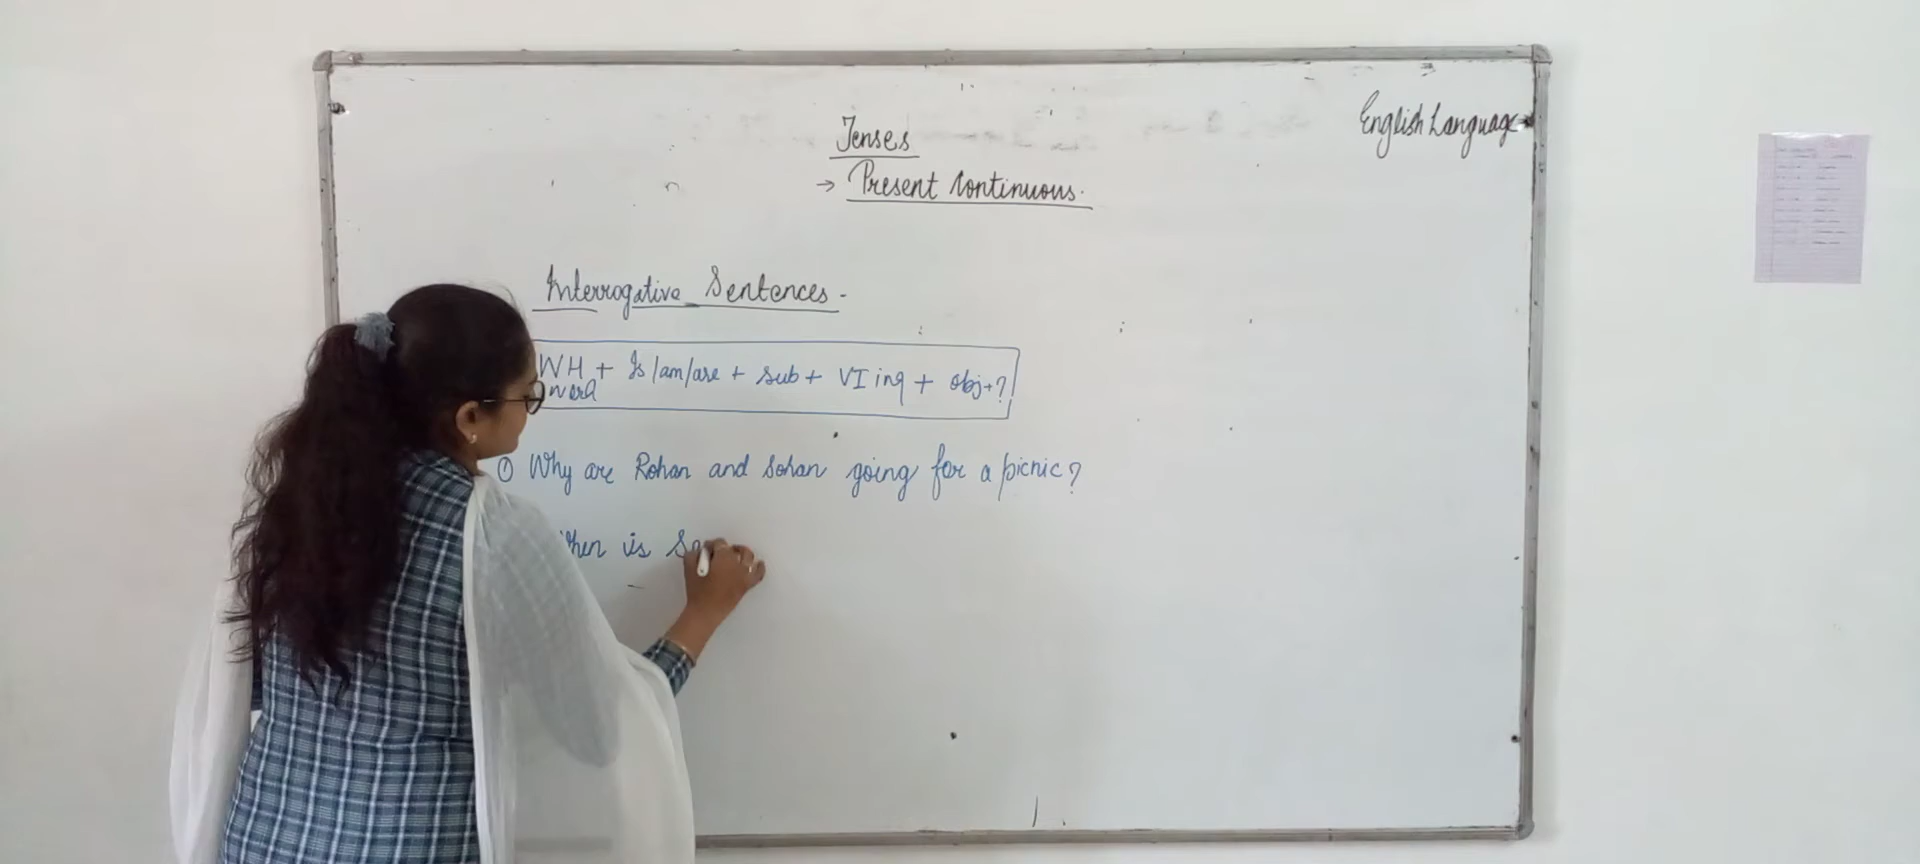 English Language
Tenses
→ Present Continuous.
Interrogative Sentences -
WH word + Is/am/are + sub + VI ing + obj + ?
① Why are Rohan and Sohan going for a picnic?
When is